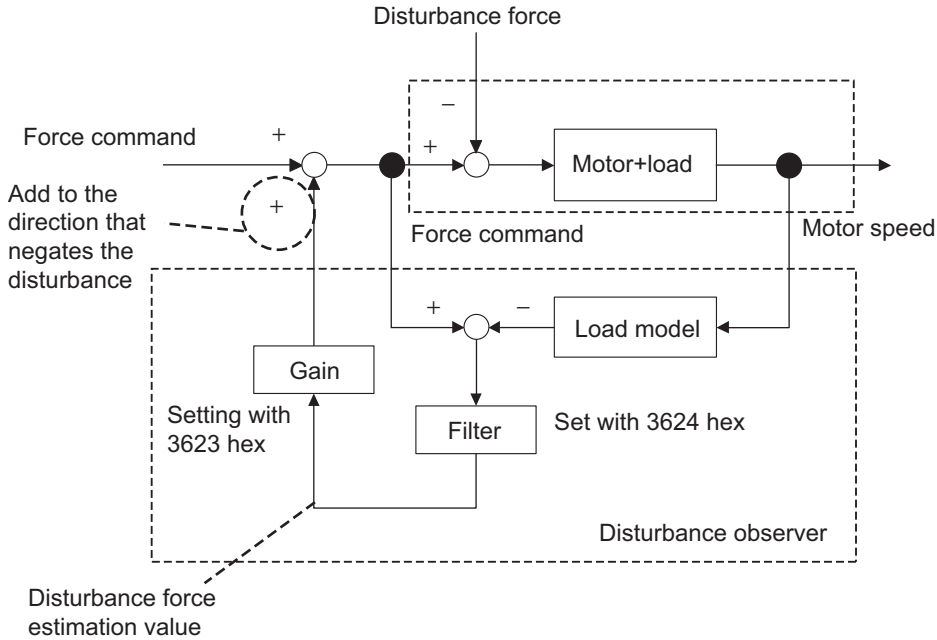 Disturbance force
−
Force command
+
+
Motor+load
Add to the
direction that
negates the
disturbance
+
Force command
Motor speed
+
−
Load model
Gain
Setting with
3623 hex
Filter
Set with 3624 hex
Disturbance observer
Disturbance force
estimation value